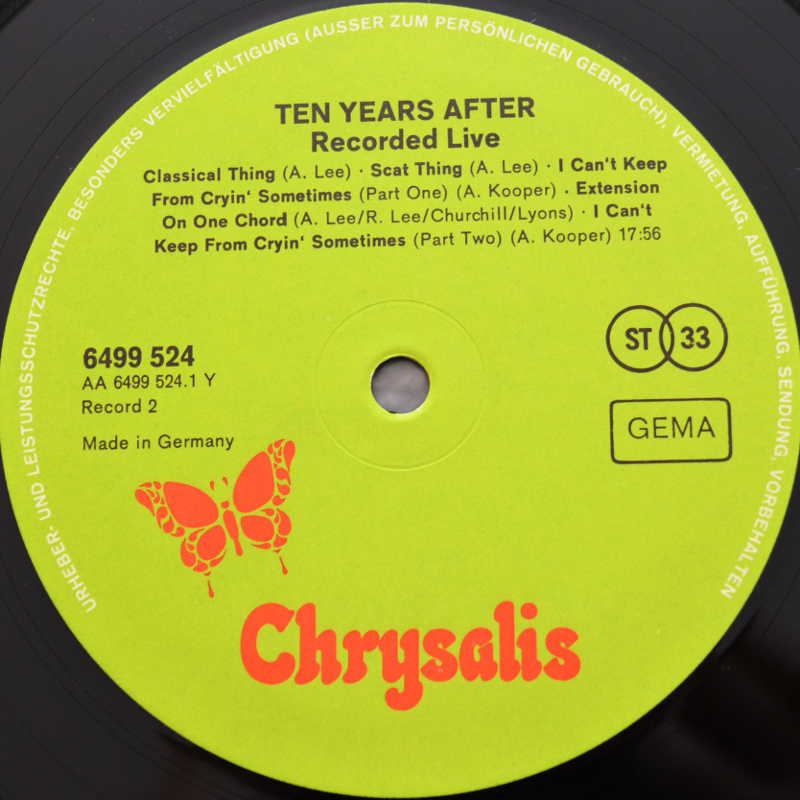 URHEBER- UND LEISTUNGSSCHUTZRECHTE, BESONDERS VERVIELFÄLTIGUNG (AUSSER ZUM PERSÖNLICHEN GEBRAUCH), VERMIETUNG, AUFFÜHRUNG, SENDUNG, VORBEHALTEN
TEN YEARS AFTER
Recorded Live
Classical Thing (A. Lee) · Scat Thing (A. Lee) · I Can't Keep
From Cryin' Sometimes (Part One) (A. Kooper) · Extension
On One Chord (A. Lee/R. Lee/Churchill/Lyons) · I Can't
Keep From Cryin' Sometimes (Part Two) (A. Kooper) 17:56
6499 524
AA 6499 524.1 Y
Record 2
Made in Germany
ST 33
GEMA
Chrysalis